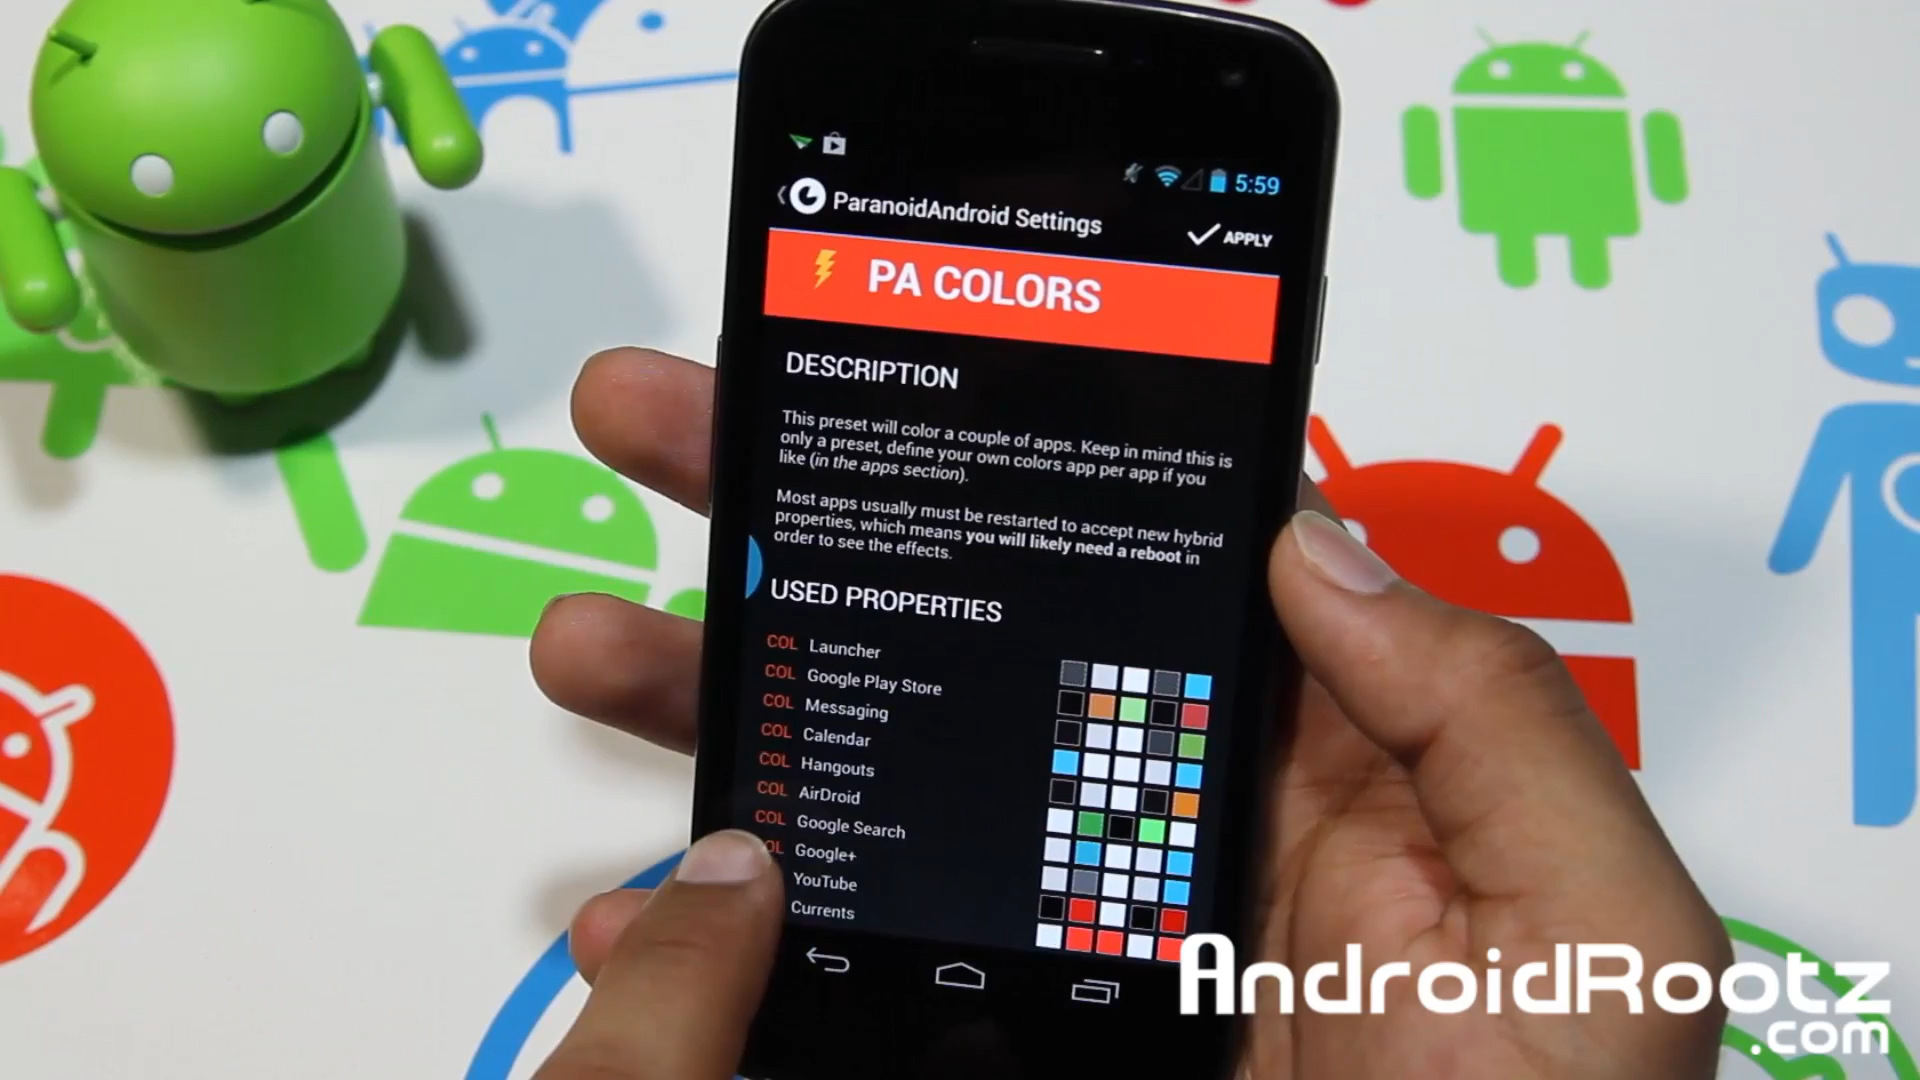 5:59
ParanoidAndroid Settings
APPLY
PA COLORS
DESCRIPTION
This preset will color a couple of apps. Keep in mind this is
only a preset, define your own colors app per app if you
like (in the apps section).
Most apps usually must be restarted to accept new hybrid
properties, which means you will likely need a reboot in
order to see the effects.
USED PROPERTIES
COL Launcher
COL Google Play Store
COL Messaging
COL Calendar
COL Hangouts
COL AirDroid
COL Google Search
OL Google+
YouTube
Currents
AndroidRootz
.com